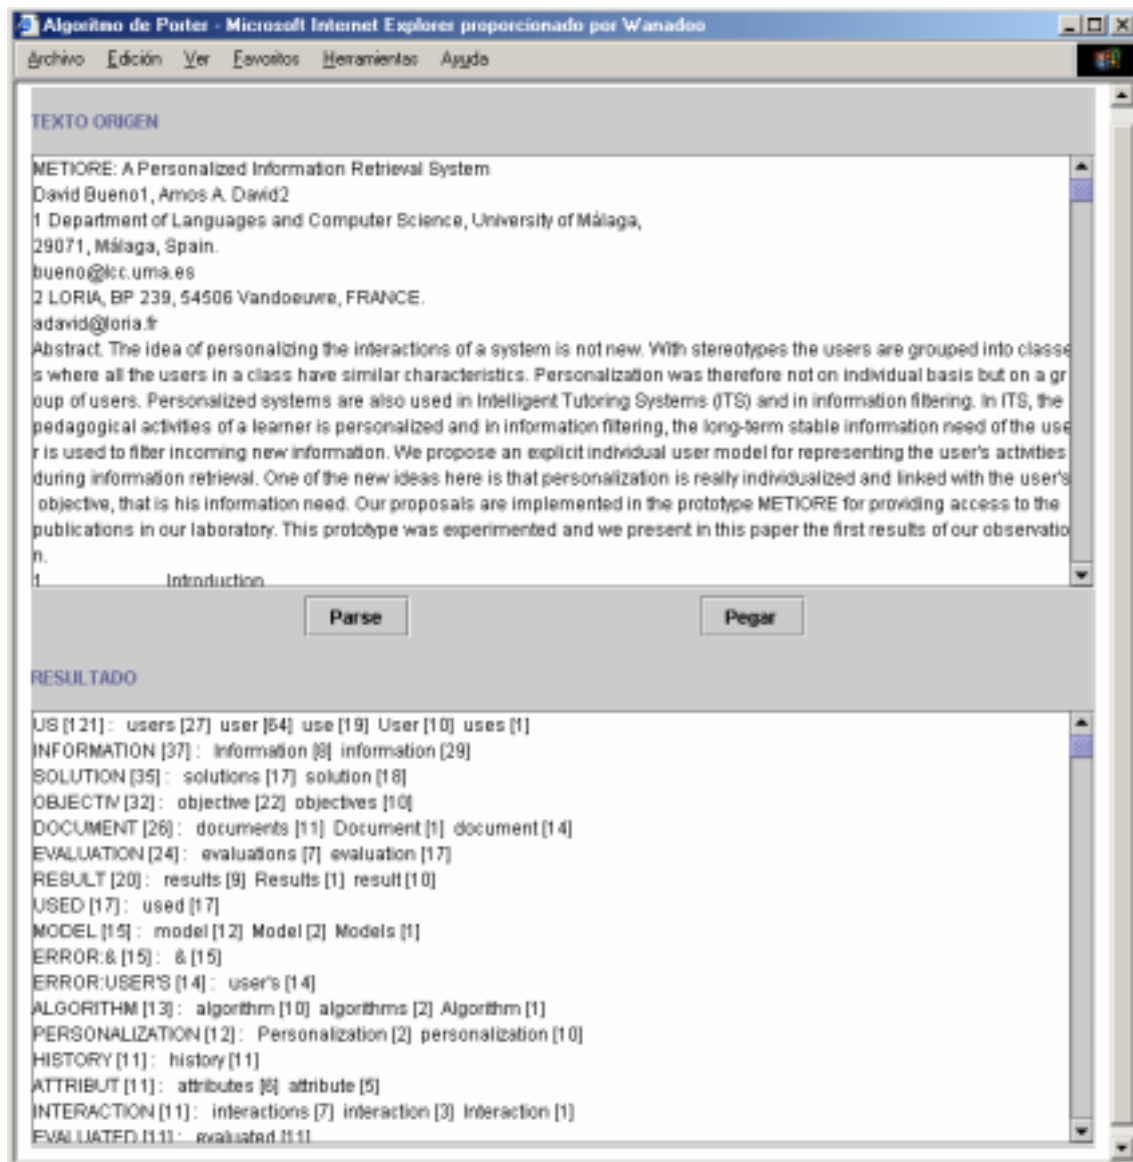 Algoritmo de Porter - Microsoft Internet Explorer proporcionado por Wanadoo
Archivo Edición Ver Favoritos Herramientas Ayuda
TEXTO ORIGEN
METIORE: A Personalized Information Retrieval System
David Bueno1, Amos A. David2
1 Department of Languages and Computer Science, University of Málaga,
29071, Málaga, Spain.
bueno@lcc.uma.es
2 LORIA, BP 239, 54506 Vandoeuvre, FRANCE.
adavid@loria.fr
Abstract. The idea of personalizing the interactions of a system is not new. With stereotypes the users are grouped into classe
s where all the users in a class have similar characteristics. Personalization was therefore not on individual basis but on a gr
oup of users. Personalized systems are also used in Intelligent Tutoring Systems (ITS) and in information filtering. In ITS, the
pedagogical activities of a learner is personalized and in information filtering, the long-term stable information need of the use
r is used to filter incoming new information. We propose an explicit individual user model for representing the user's activities
during information retrieval. One of the new ideas here is that personalization is really individualized and linked with the user's
objective, that is his information need. Our proposals are implemented in the prototype METIORE for providing access to the
publications in our laboratory. This prototype was experimented and we present in this paper the first results of our observatio
n.
1 Introduction
Parse Pegar
RESULTADO
US [121] : users [27] user [64] use [19] User [10] uses [1]
INFORMATION [37] : Information [8] information [29]
SOLUTION [35] : solutions [17] solution [18]
OBJECTIV [32] : objective [22] objectives [10]
DOCUMENT [26] : documents [11] Document [1] document [14]
EVALUATION [24] : evaluations [7] evaluation [17]
RESULT [20] : results [9] Results [1] result [10]
USED [17] : used [17]
MODEL [15] : model [12] Model [2] Models [1]
ERROR:& [15] : & [15]
ERROR:USER'S [14] : user's [14]
ALGORITHM [13] : algorithm [10] algorithms [2] Algorithm [1]
PERSONALIZATION [12] : Personalization [2] personalization [10]
HISTORY [11] : history [11]
ATTRIBUT [11] : attributes [6] attribute [5]
INTERACTION [11] : interactions [7] interaction [3] Interaction [1]
EVALUATED [11] : evaluated [11]